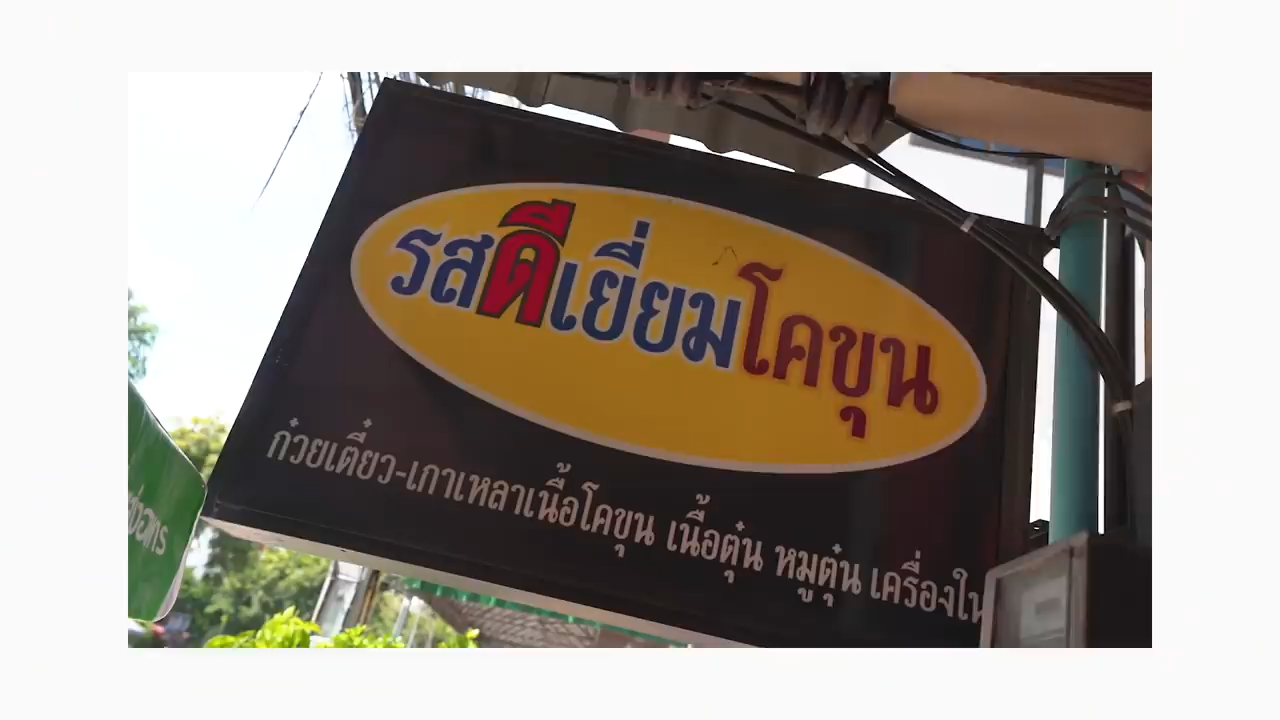 รสดีเยี่ยมโคขุน
ก๋วยเตี๋ยว-เกาเหลาเนื้อโคขุน เนื้อตุ๋น หมูตุ๋น เครื่องใน